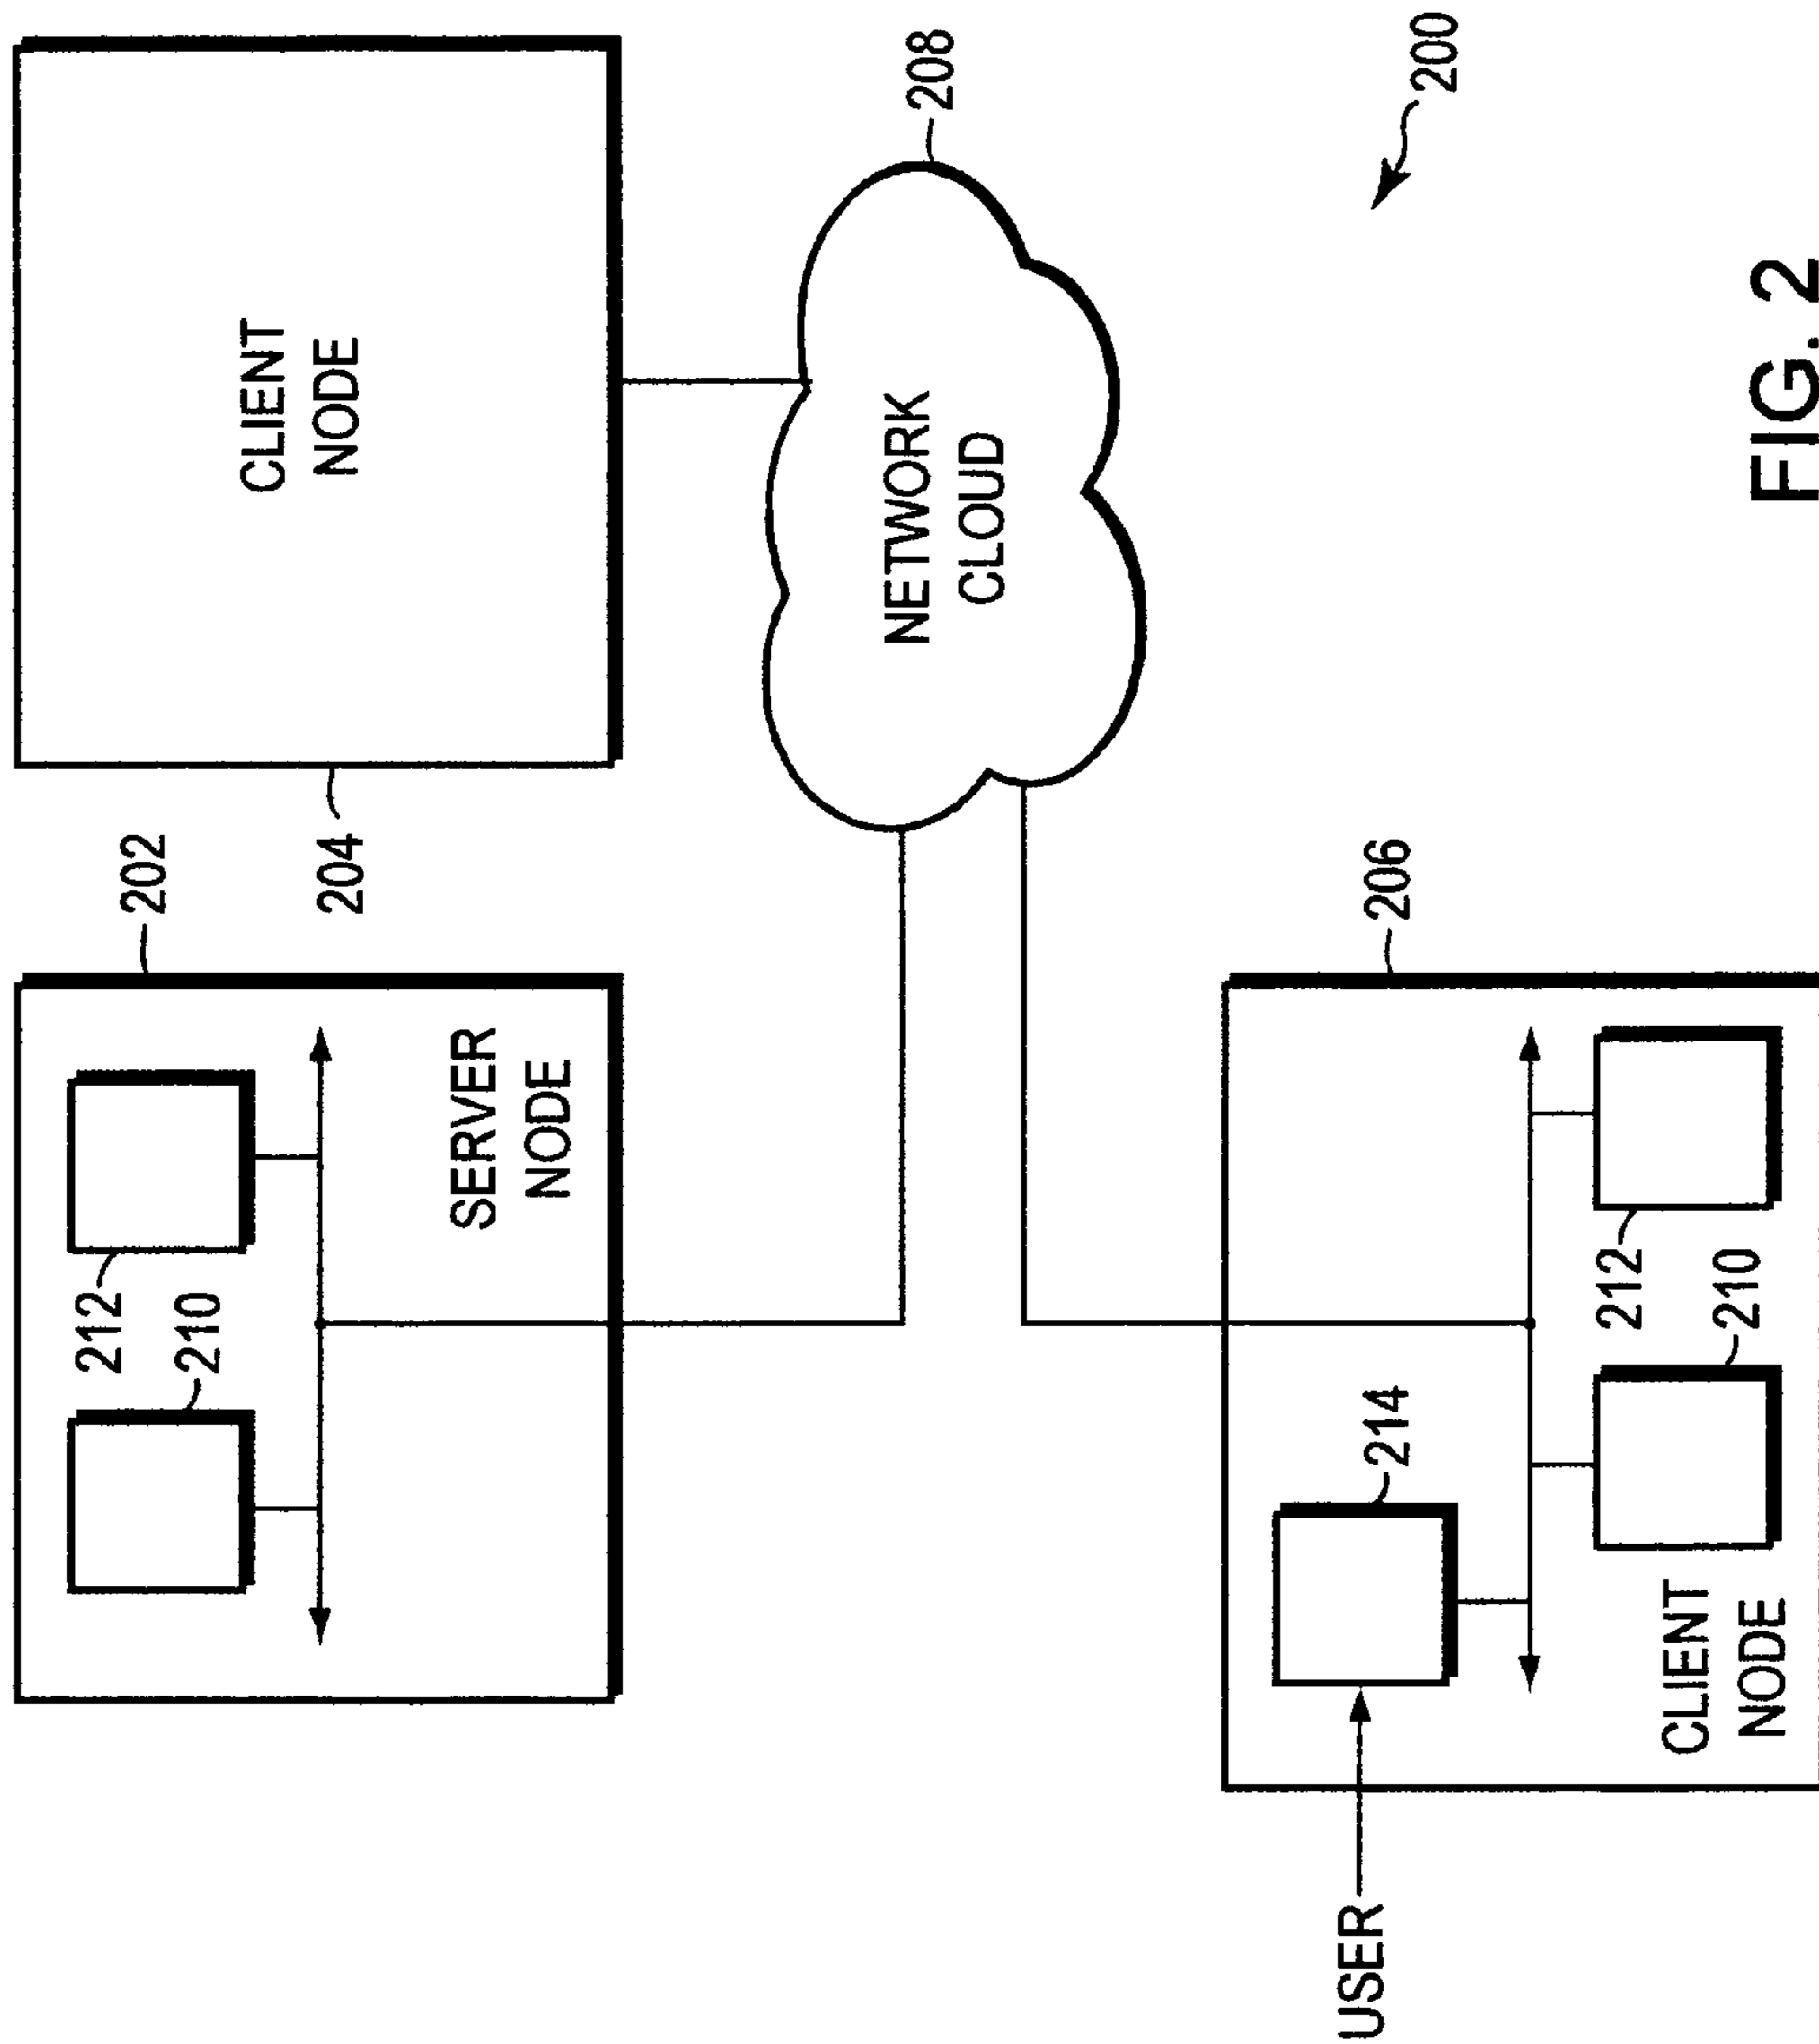 202
212
210
SERVER
NODE
204
CLIENT
NODE
208
NETWORK
CLOUD
206
USER
214
212
210
CLIENT
NODE
200
FIG. 2